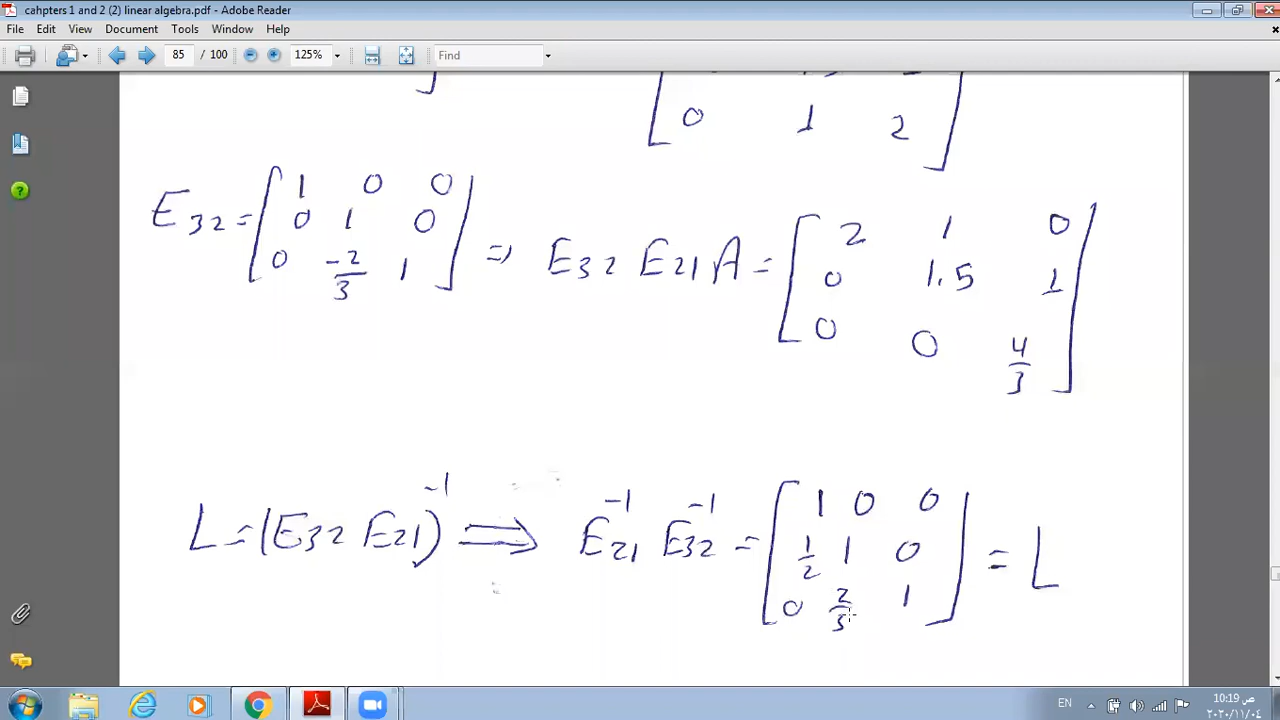 cahpters 1 and 2 (2) linear algebra.pdf - Adobe Reader
File Edit View Document Tools Window Help
85 / 100 125% Find
0 1 2
E32 = [ 1 0 0
0 1 0
0 -2/3 1 ] => E32 E21 A = [ 2 1 0
0 1.5 1
0 0 4/3 ]
L = (E32 E21)^-1 => E21^-1 E32^-1 = [ 1 0 0
1/2 1 0
0 2/3 1 ] = L
EN 10:19 ص
٢٠٢٠/١١/٠٤